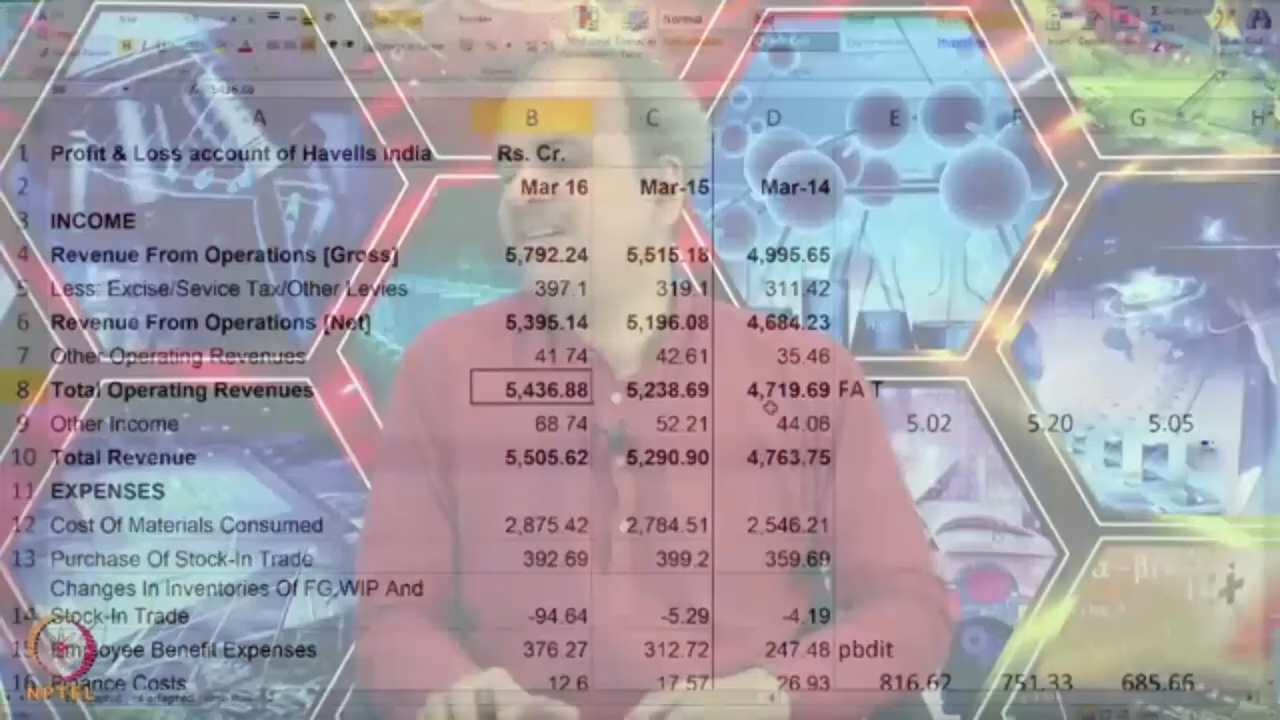 A B C D E F G H
1 Profit & Loss account of Havells India Rs. Cr.
2 Mar 16 Mar-15 Mar-14
3 INCOME
4 Revenue From Operations [Gross] 5,792.24 5,515.18 4,995.65
5 Less: Excise/Sevice Tax/Other Levies 397.1 319.1 311.42
6 Revenue From Operations [Net] 5,395.14 5,196.08 4,684.23
7 Other Operating Revenues 41.74 42.61 35.46
8 Total Operating Revenues 5,436.88 5,238.69 4,719.69 FA T
9 Other Income 68.74 52.21 44.06 5.02 5.20 5.05
10 Total Revenue 5,505.62 5,290.90 4,763.75
11 EXPENSES
12 Cost Of Materials Consumed 2,875.42 2,784.51 2,546.21
13 Purchase Of Stock-In Trade 392.69 399.2 359.69
Changes In Inventories Of FG,WIP And
14 Stock-In Trade -94.64 -5.29 -4.19
15 Employee Benefit Expenses 376.27 312.72 247.48 pbdit
16 Finance Costs 12.6 17.57 26.93 816.62 751.33 685.66
NPTEL